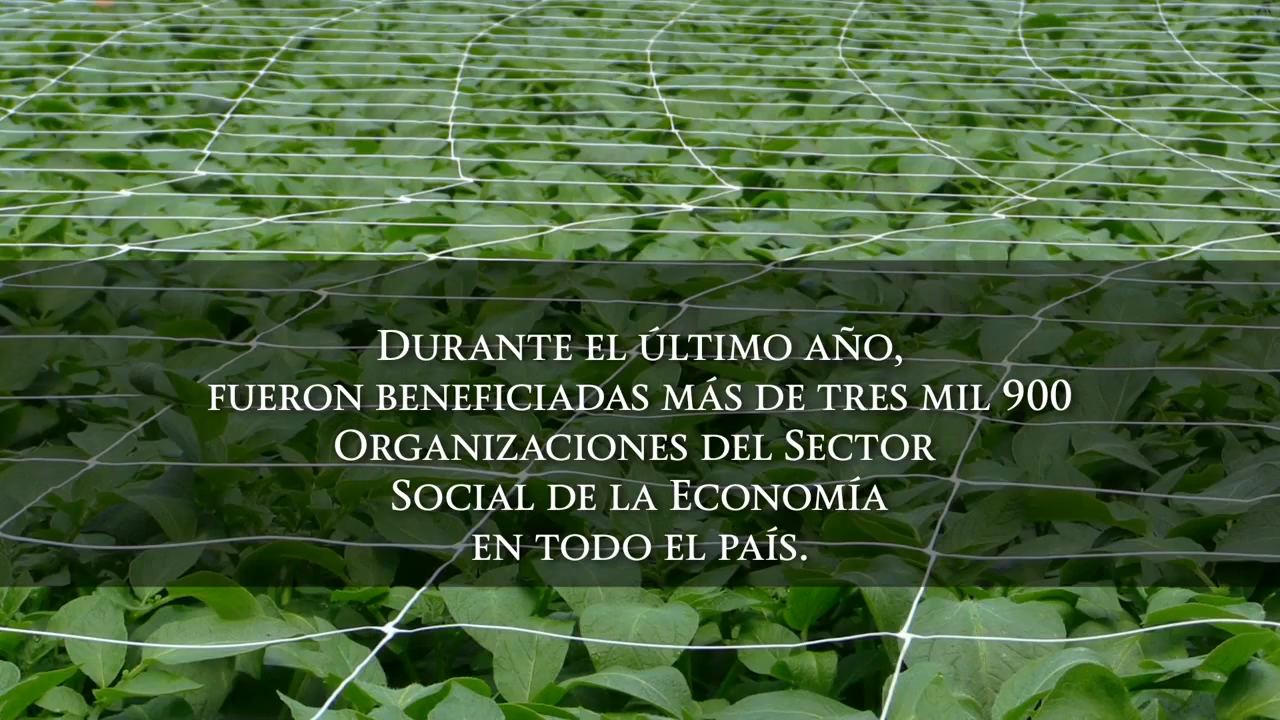 Durante el último año,
fueron beneficiadas más de tres mil 900
Organizaciones del Sector
Social de la Economía
en todo el país.